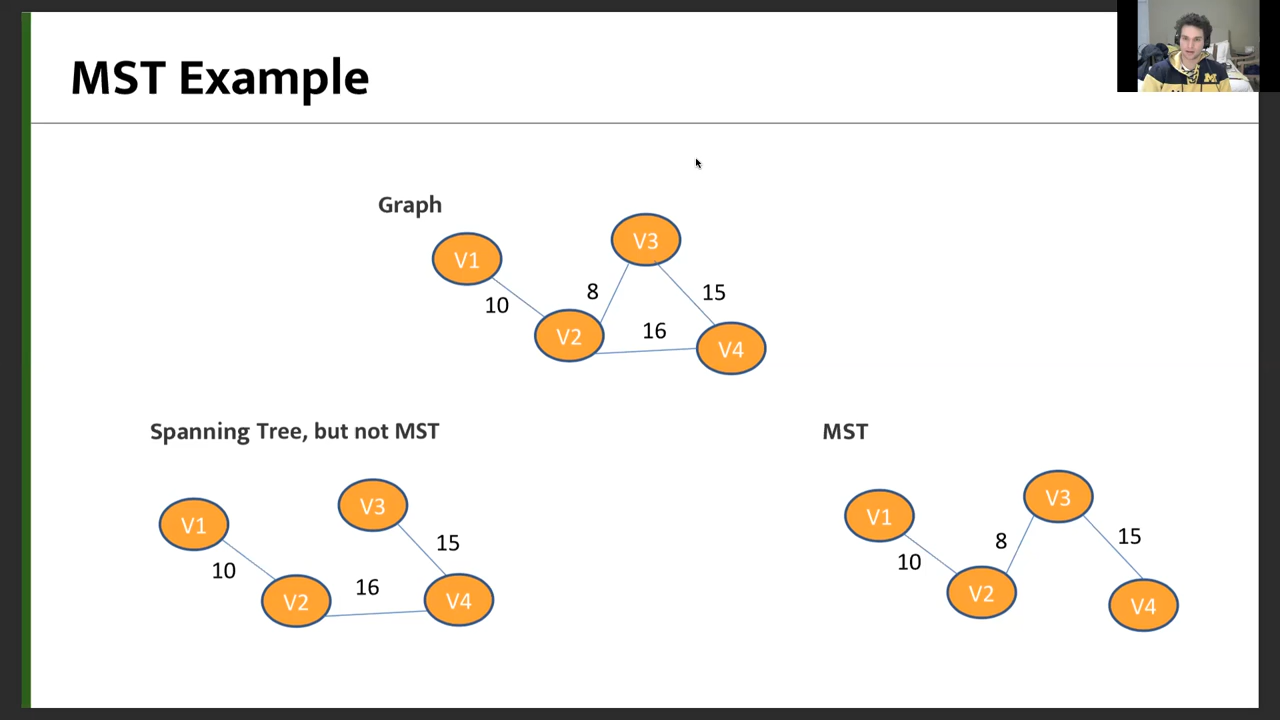 MST Example
M
Graph
V1
V3
10
8
15
V2
16
V4
Spanning Tree, but not MST
V1
V3
10
15
V2
16
V4
MST
V1
V3
10
8
15
V2
V4